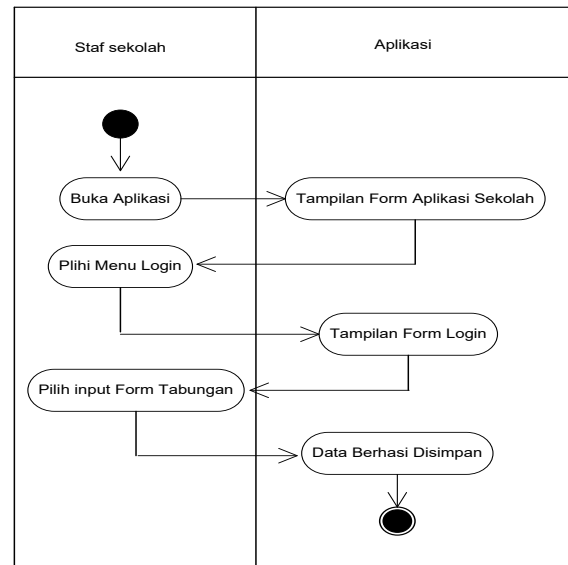 Staf sekolah
Aplikasi
Buka Aplikasi
Tampilan Form Aplikasi Sekolah
Plihi Menu Login
Tampilan Form Login
Pilih input Form Tabungan
Data Berhasi Disimpan